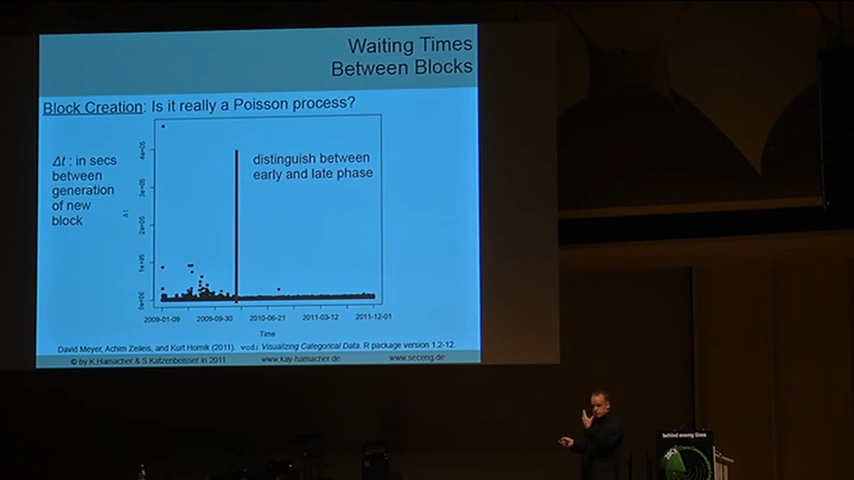 Waiting Times
Between Blocks
Block Creation: Is it really a Poisson process?
Δt : in secs
between
generation
of new
block
distinguish between
early and late phase
4e+05
3e+05
2e+05
1e+05
0e+00
Δt
2009-01-09 2009-09-30 2010-06-21 2011-03-12 2011-12-01
Time
David Meyer, Achim Zeileis, and Kurt Hornik (2011). vcd: Visualizing Categorical Data. R package version 1.2-12.
© by K.Hamacher & S.Katzenbeisser in 2011 www.kay-hamacher.de www.seceng.de
behind enemy lines